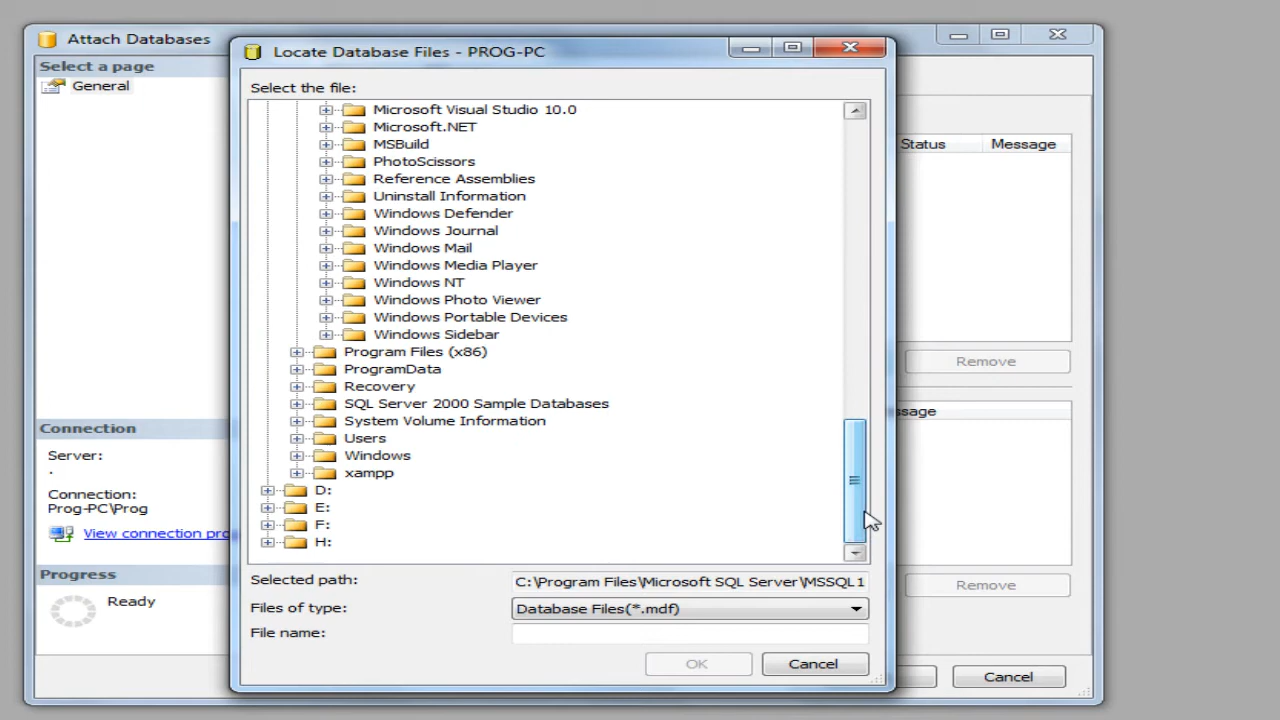 Attach Databases
Select a page
General
Locate Database Files - PROG-PC
Select the file:
Microsoft Visual Studio 10.0
Microsoft.NET
MSBuild
PhotoScissors
Reference Assemblies
Uninstall Information
Windows Defender
Windows Journal
Windows Mail
Windows Media Player
Windows NT
Windows Photo Viewer
Windows Portable Devices
Windows Sidebar
Program Files (x86)
ProgramData
Recovery
SQL Server 2000 Sample Databases
System Volume Information
Users
Windows
xampp
D:
E:
F:
H:
Selected path: C:\Program Files\Microsoft SQL Server\MSSQL1
Files of type: Database Files(*.mdf)
File name:
OK Cancel
Status Message
Remove
ssage
Remove
Cancel
Connection
Server:
.
Connection:
Prog-PC\Prog
View connection pro
Progress
Ready